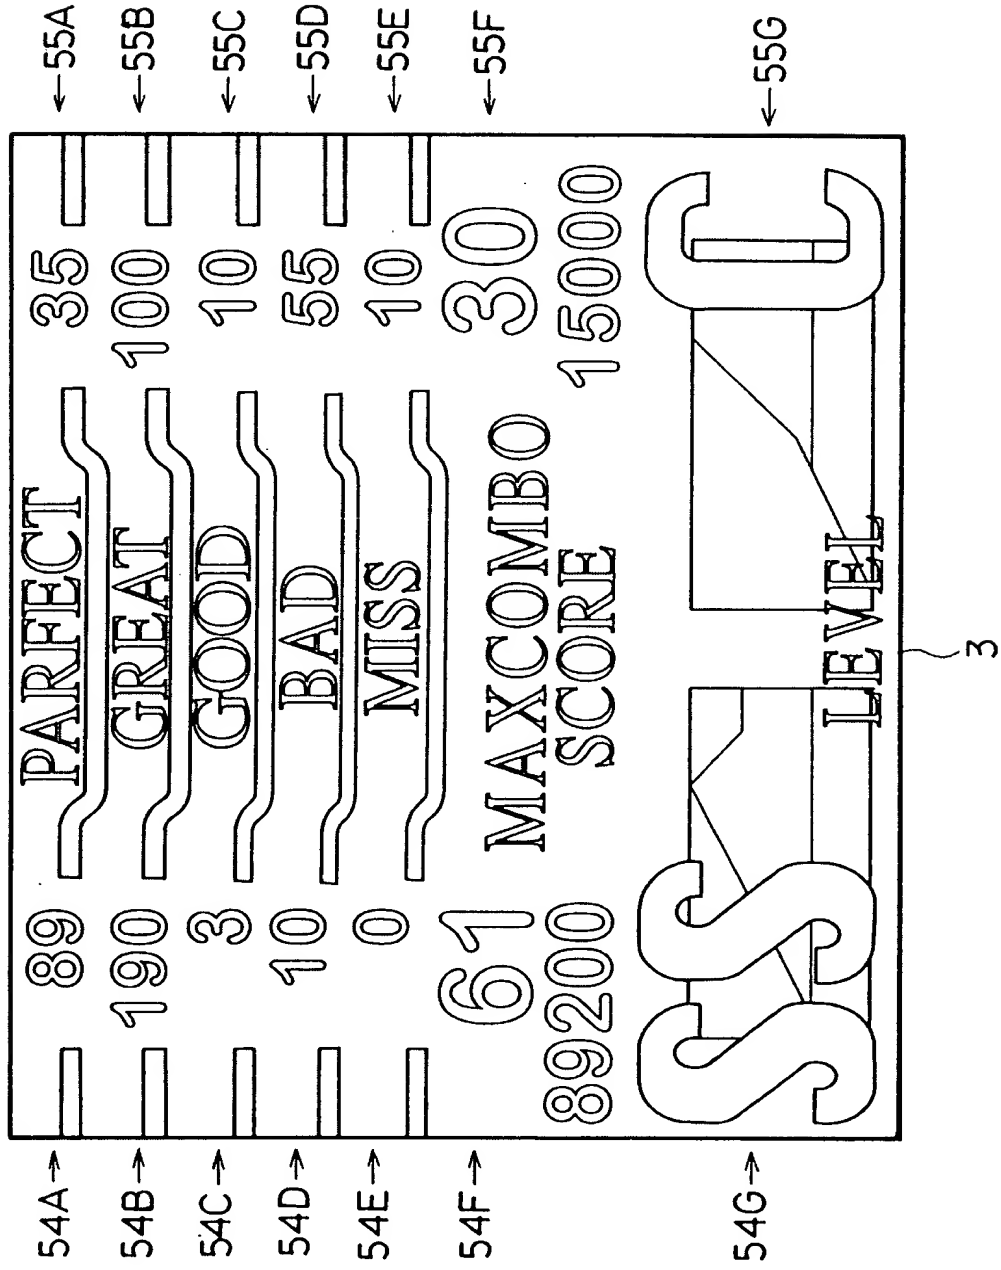 54A 89 PARFECT 35 55A
54B 190 GREAT 100 55B
54C 3 GOOD 10 55C
54D 10 BAD 55 55D
54E 0 MISS 10 55E
54F 61 MAXCOMBO 30 55F
892000 SCORE 15000
54G SS LEVEL C 55G
3